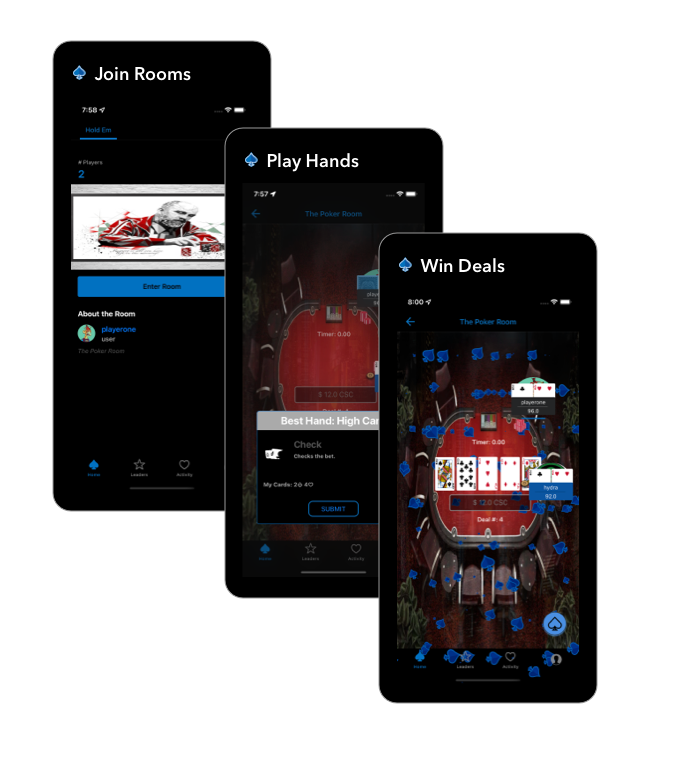 Join Rooms
7:58
Hold Em
# Players
2
Enter Room
About the Room
playerone
user
The Poker Room
Home
Leaders
Activity
Play Hands
7:57
The Poker Room
Timer: 0.00
$ 12.0 CSC
Best Hand: High Car
Check
Checks the bet.
My Cards:
SUBMIT
Home
Leaders
Activity
Win Deals
8:00
The Poker Room
playerone
96.0
Timer: 0.00
hydra
92.0
$ 12.0 CSC
Deal #: 4
Home
Leaders
Activity